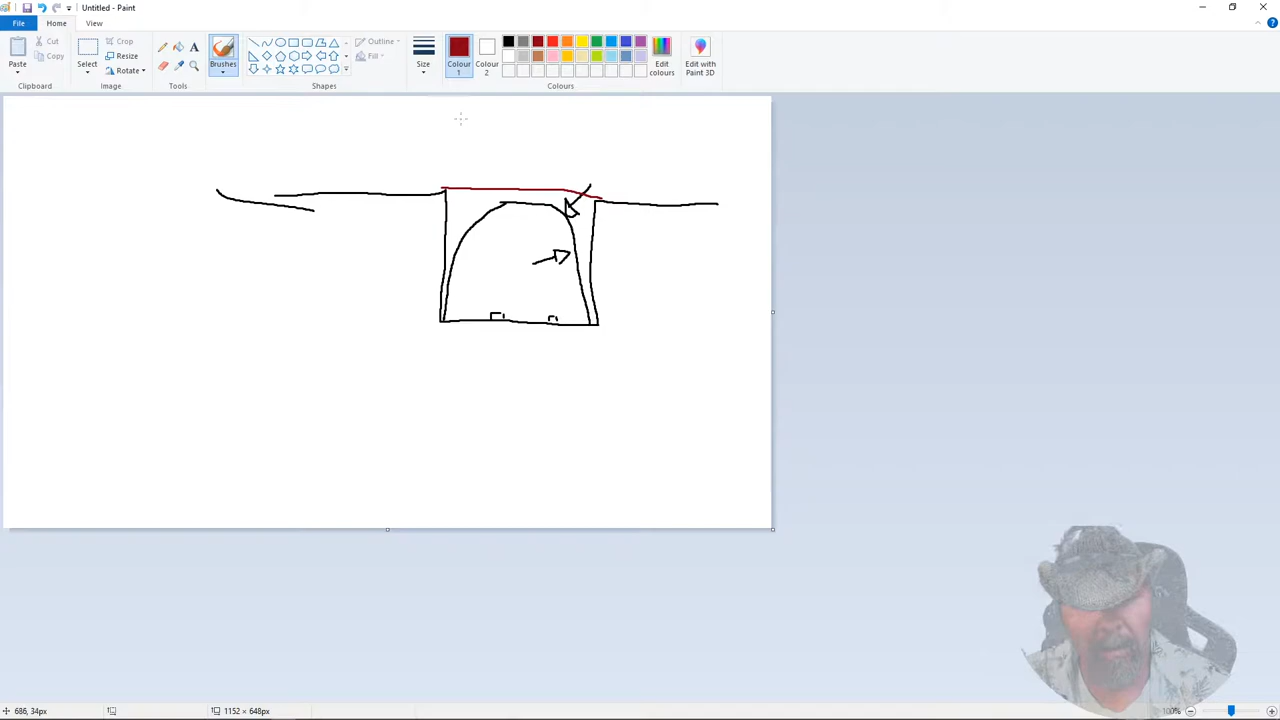 Untitled - Paint
File Home View
Paste Cut Copy Clipboard
Select Crop Resize Rotate Image
Tools
Brushes
Outline Fill Shapes
Size
Colour 1
Colour 2
Edit colours
Edit with Paint 3D
Colours
686, 34px 1152 × 648px 100%